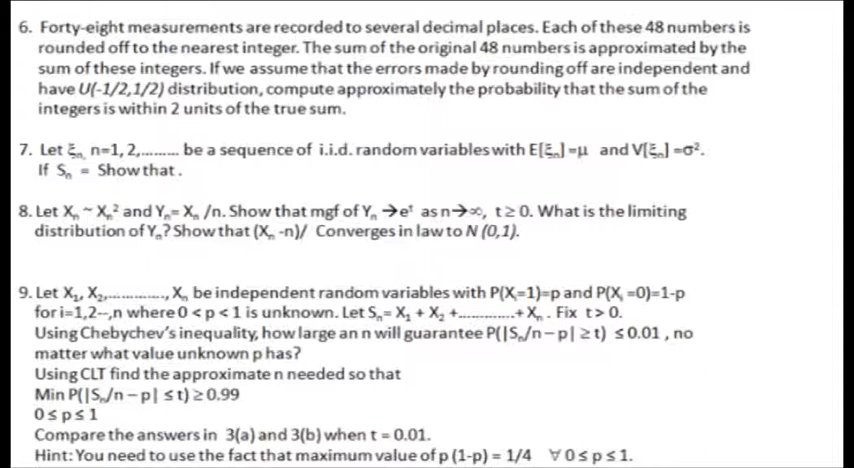 6. Forty-eight measurements are recorded to several decimal places. Each of these 48 numbers is
rounded off to the nearest integer. The sum of the original 48 numbers is approximated by the
sum of these integers. If we assume that the errors made by rounding off are independent and
have U(-1/2,1/2) distribution, compute approximately the probability that the sum of the
integers is within 2 units of the true sum.
7. Let ξₙ, n=1, 2,......... be a sequence of i.i.d. random variables with E[ξₙ] =μ and V[ξₙ] =σ².
If Sₙ = Show that .
8. Let Xₙ ~ Xₙ² and Yₙ= Xₙ /n. Show that mgf of Yₙ →eᵗ as n→∞, t≥ 0. What is the limiting
distribution of Yₙ? Show that (Xₙ -n)/ Converges in law to N (0,1).
9. Let X₁, X₂,..............., Xₙ be independent random variables with P(Xᵢ=1)=p and P(Xᵢ =0)=1-p
for i=1,2--,n where 0 < p < 1 is unknown. Let Sₙ= X₁ + X₂ +..............+ Xₙ . Fix t> 0.
Using Chebychev's inequality, how large an n will guarantee P(|Sₙ/n – p| ≥ t) ≤ 0.01 , no
matter what value unknown p has?
Using CLT find the approximate n needed so that
Min P(|Sₙ/n – p| ≤ t) ≥ 0.99
0 ≤ p ≤ 1
Compare the answers in 3(a) and 3(b) when t = 0.01.
Hint: You need to use the fact that maximum value of p (1-p) = 1/4 ∀ 0 ≤ p ≤ 1.